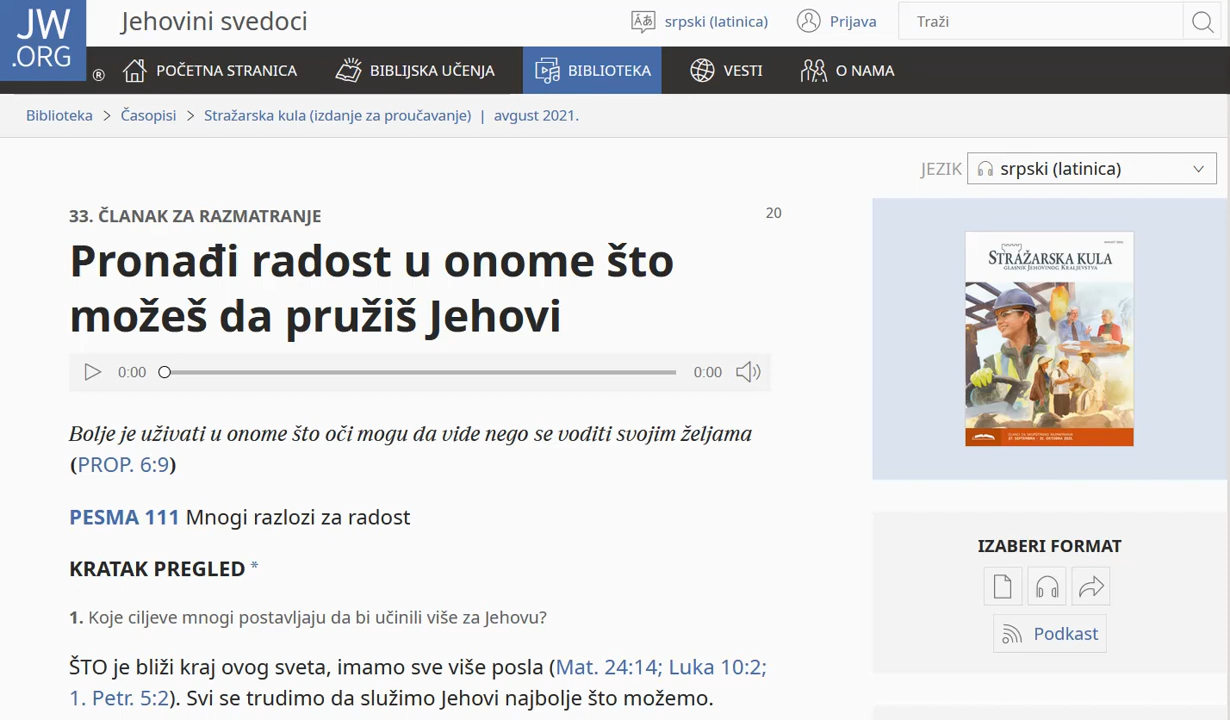 JW
.ORG
®
Jehovini svedoci
srpski (latinica)
Prijava
Traži
POČETNA STRANICA
BIBLIJSKA UČENJA
BIBLIOTEKA
VESTI
O NAMA
Biblioteka > Časopisi > Stražarska kula (izdanje za proučavanje) | avgust 2021.
JEZIK srpski (latinica)
33. ČLANAK ZA RAZMATRANJE
20
Pronađi radost u onome što
možeš da pružiš Jehovi
0:00 0:00
Bolje je uživati u onome što oči mogu da vide nego se voditi svojim željama
(PROP. 6:9)
PESMA 111 Mnogi razlozi za radost
KRATAK PREGLED *
1. Koje ciljeve mnogi postavljaju da bi učinili više za Jehovu?
ŠTO je bliži kraj ovog sveta, imamo sve više posla (Mat. 24:14; Luka 10:2;
1. Petr. 5:2). Svi se trudimo da služimo Jehovi najbolje što možemo.
STRAŽARSKA KULA
GLASNIK JEHOVINOG KRALJEVSTVA
IZABERI FORMAT
Podkast